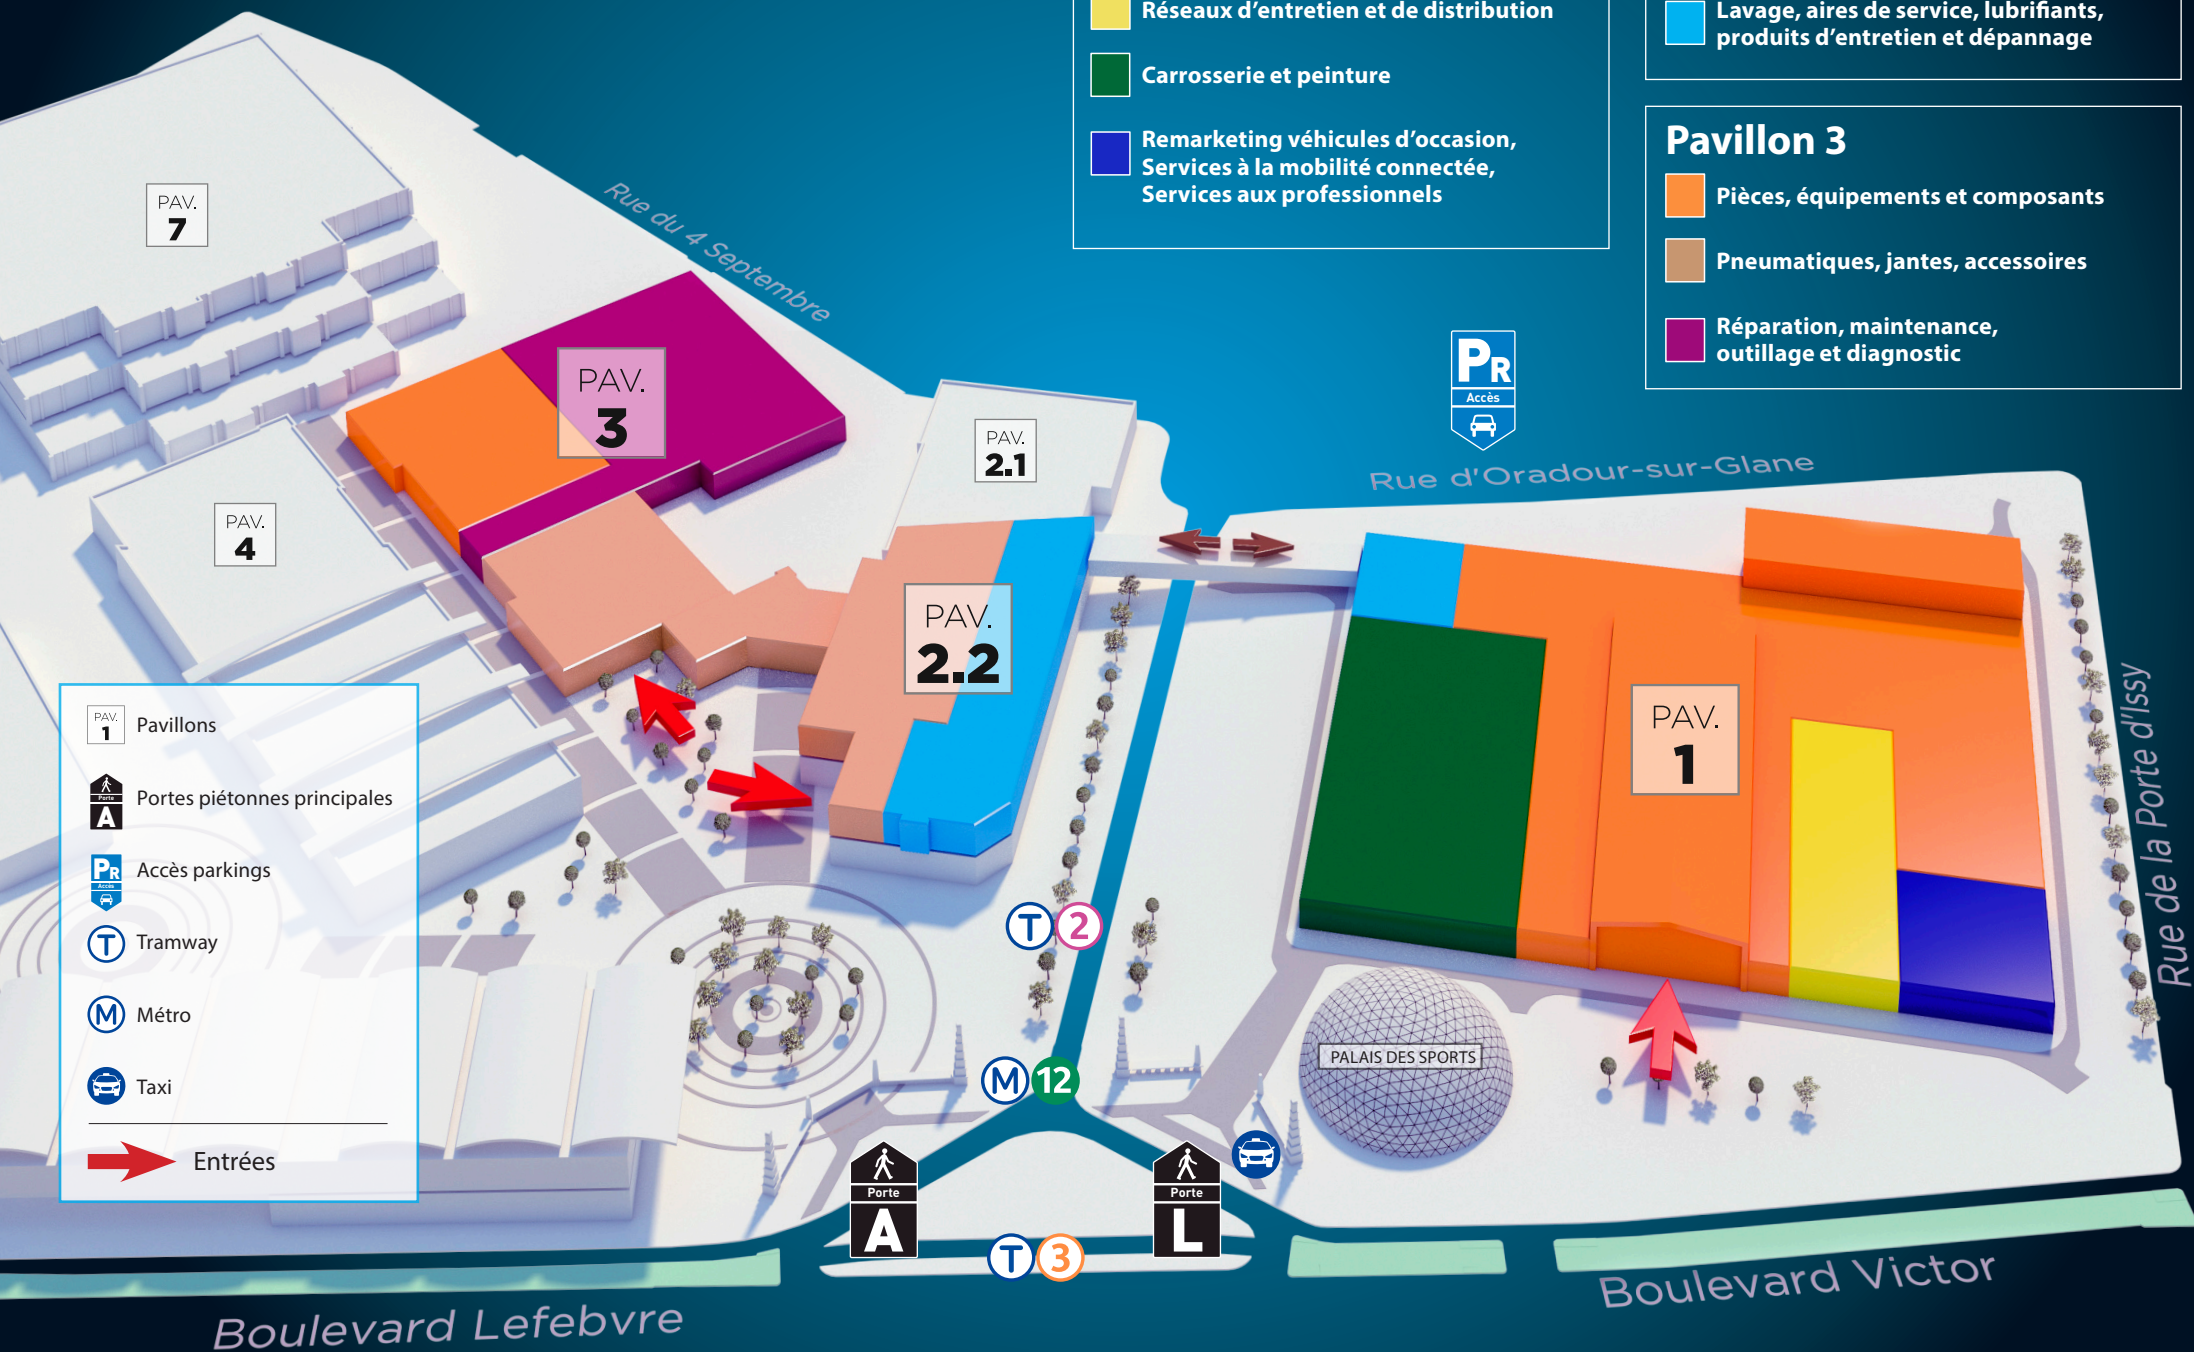 Réseaux d'entretien et de distribution
Carrosserie et peinture
Remarketing véhicules d'occasion,
Services à la mobilité connectée,
Services aux professionnels
Lavage, aires de service, lubrifiants,
produits d'entretien et dépannage
Pavillon 3
Pièces, équipements et composants
Pneumatiques, jantes, accessoires
Réparation, maintenance,
outillage et diagnostic
PAV.
7
Rue du 4 Septembre
PAV.
3
PR
Accès
PAV.
2.1
Rue d'Oradour-sur-Glane
PAV.
4
PAV.
2.2
PAV.
1
Rue de la Porte d'Issy
PAV.
1
Pavillons
Porte
A
Portes piétonnes principales
PR
Accès
Accès parkings
T
Tramway
M
Métro
Taxi
Entrées
T 2
PALAIS DES SPORTS
M 12
Porte
A
Porte
L
T 3
Boulevard Lefebvre
Boulevard Victor